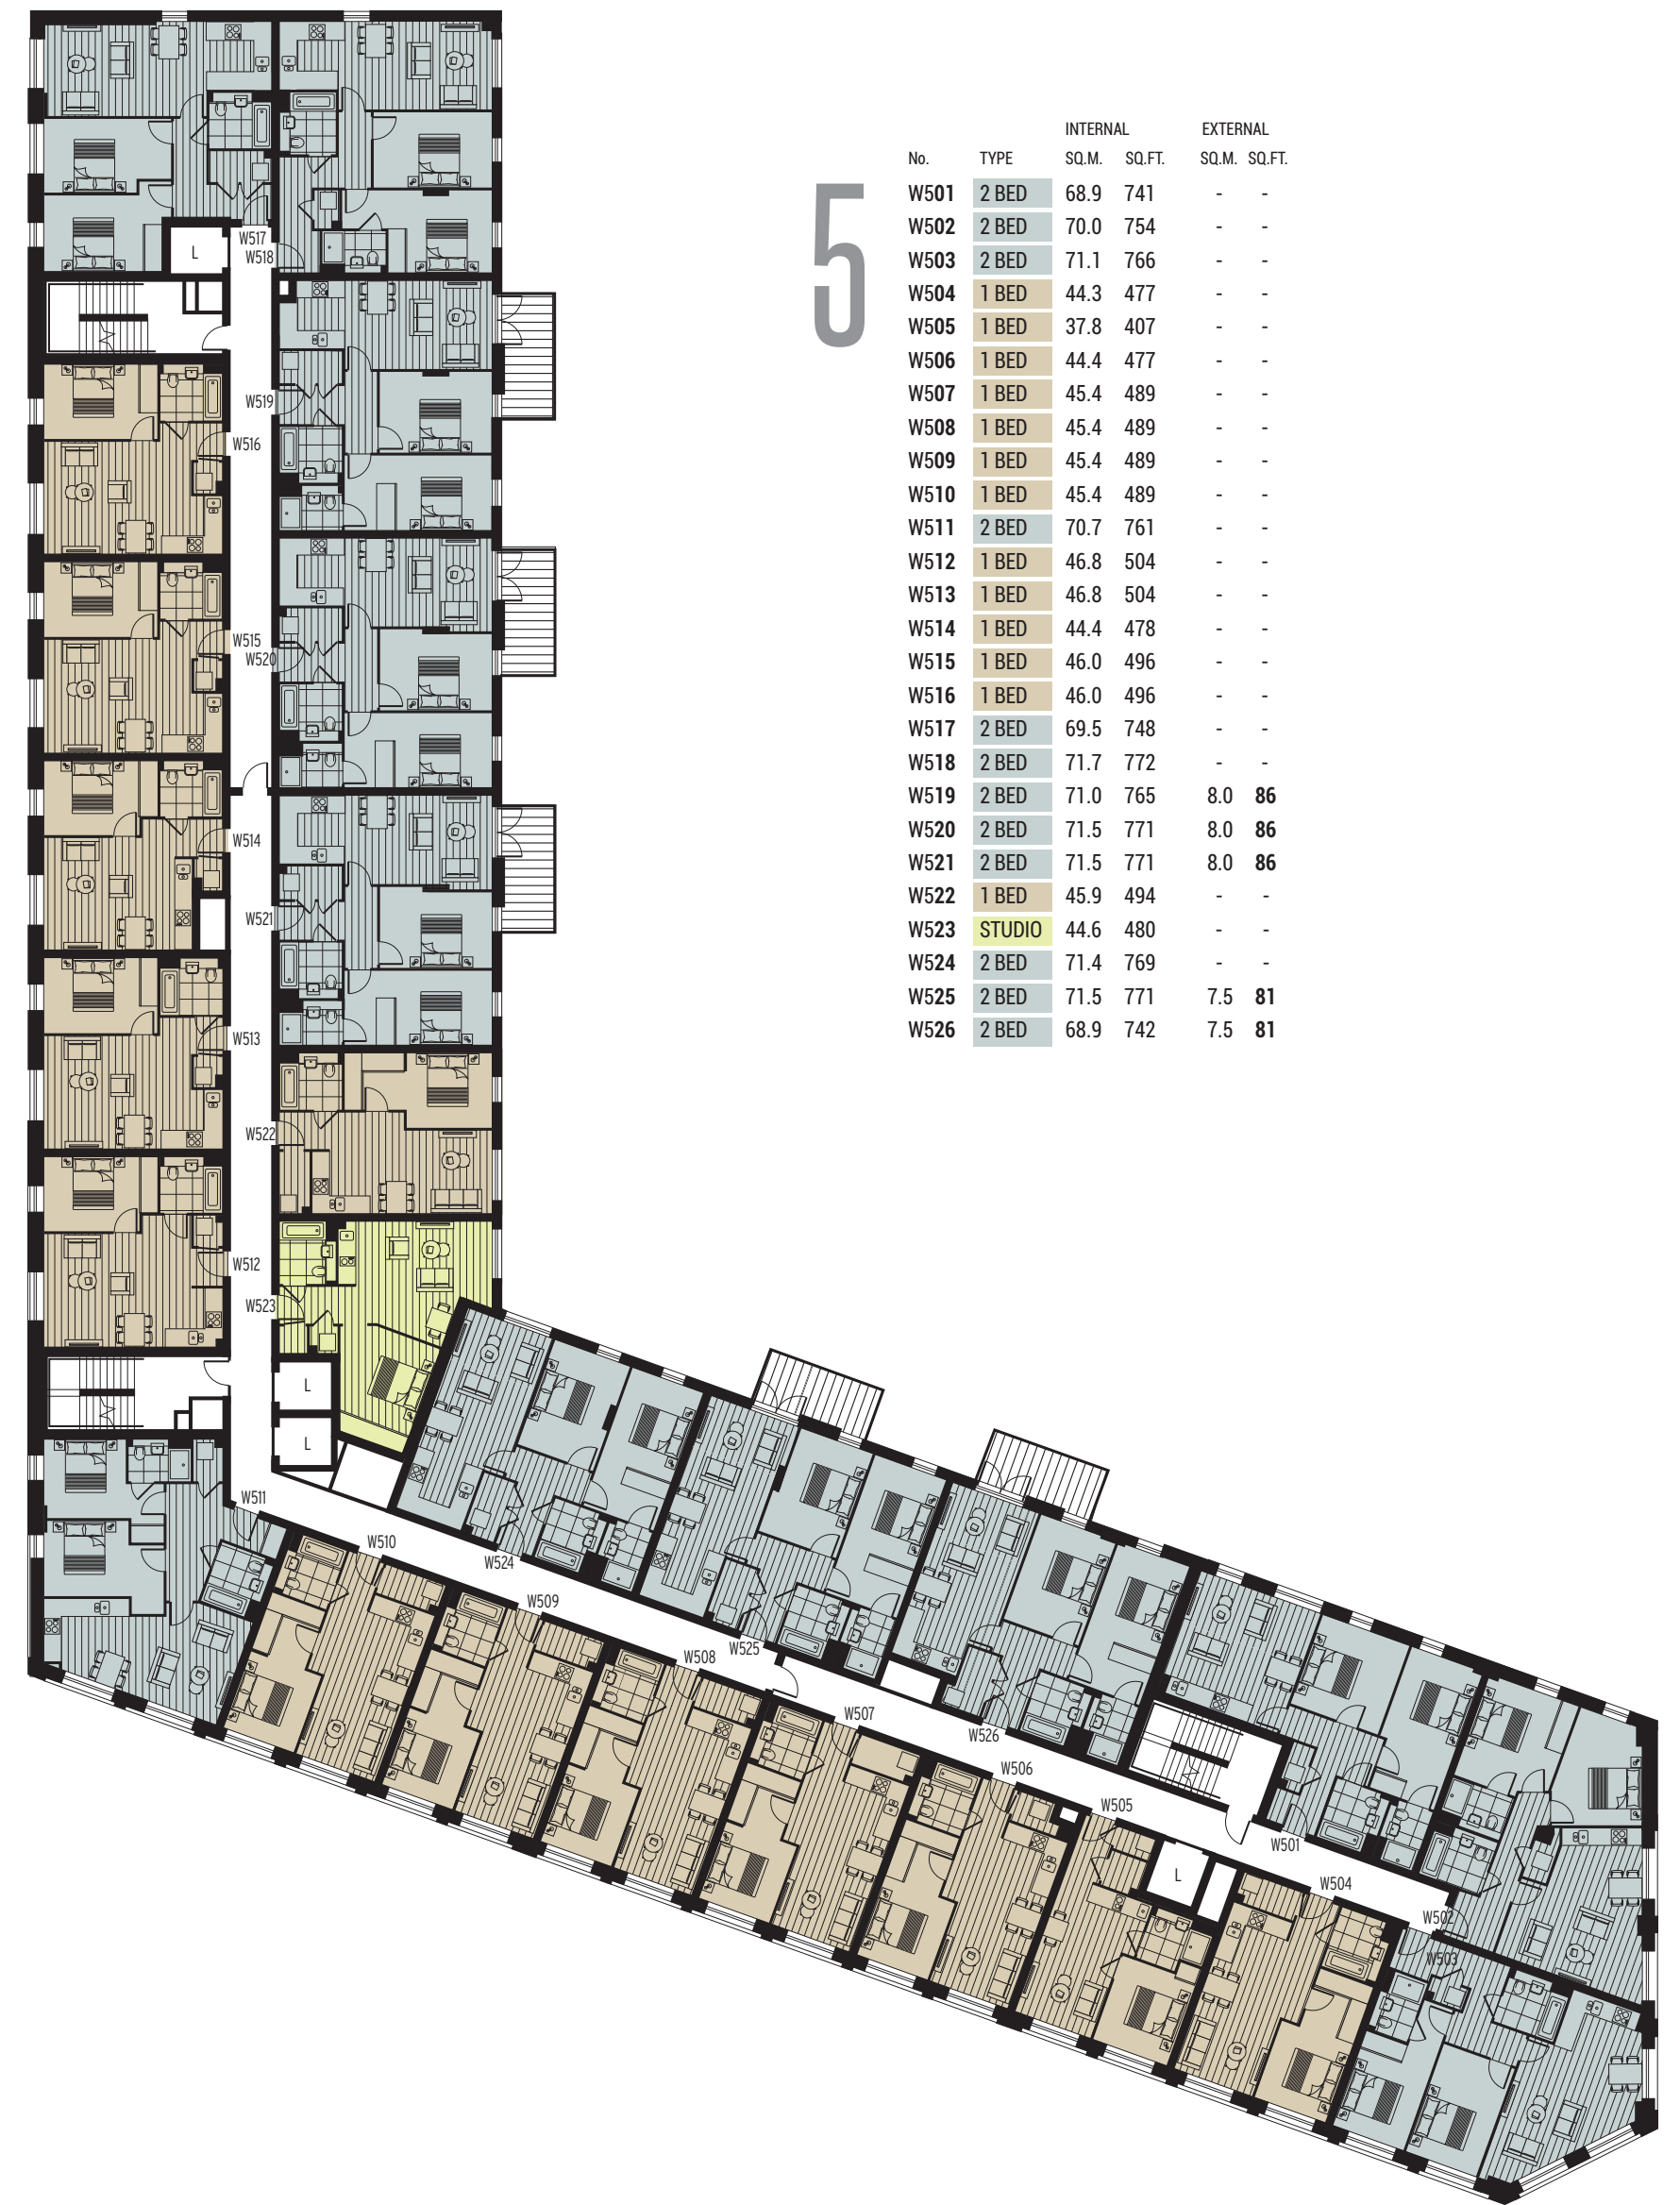 5
INTERNAL EXTERNAL
No. TYPE SQ.M. SQ.FT. SQ.M. SQ.FT.
W501 2 BED 68.9 741 - -
W502 2 BED 70.0 754 - -
W503 2 BED 71.1 766 - -
W504 1 BED 44.3 477 - -
W505 1 BED 37.8 407 - -
W506 1 BED 44.4 477 - -
W507 1 BED 45.4 489 - -
W508 1 BED 45.4 489 - -
W509 1 BED 45.4 489 - -
W510 1 BED 45.4 489 - -
W511 2 BED 70.7 761 - -
W512 1 BED 46.8 504 - -
W513 1 BED 46.8 504 - -
W514 1 BED 44.4 478 - -
W515 1 BED 46.0 496 - -
W516 1 BED 46.0 496 - -
W517 2 BED 69.5 748 - -
W518 2 BED 71.7 772 - -
W519 2 BED 71.0 765 8.0 86
W520 2 BED 71.5 771 8.0 86
W521 2 BED 71.5 771 8.0 86
W522 1 BED 45.9 494 - -
W523 STUDIO 44.6 480 - -
W524 2 BED 71.4 769 - -
W525 2 BED 71.5 771 7.5 81
W526 2 BED 68.9 742 7.5 81
W517
L
W518
W519
W516
W515
W520
W514
W521
W513
W522
W512
W523
L
L
W511
W510
W524
W509
W525
W508
W507
W526
W506
W505
W501
L
W504
W502
W503